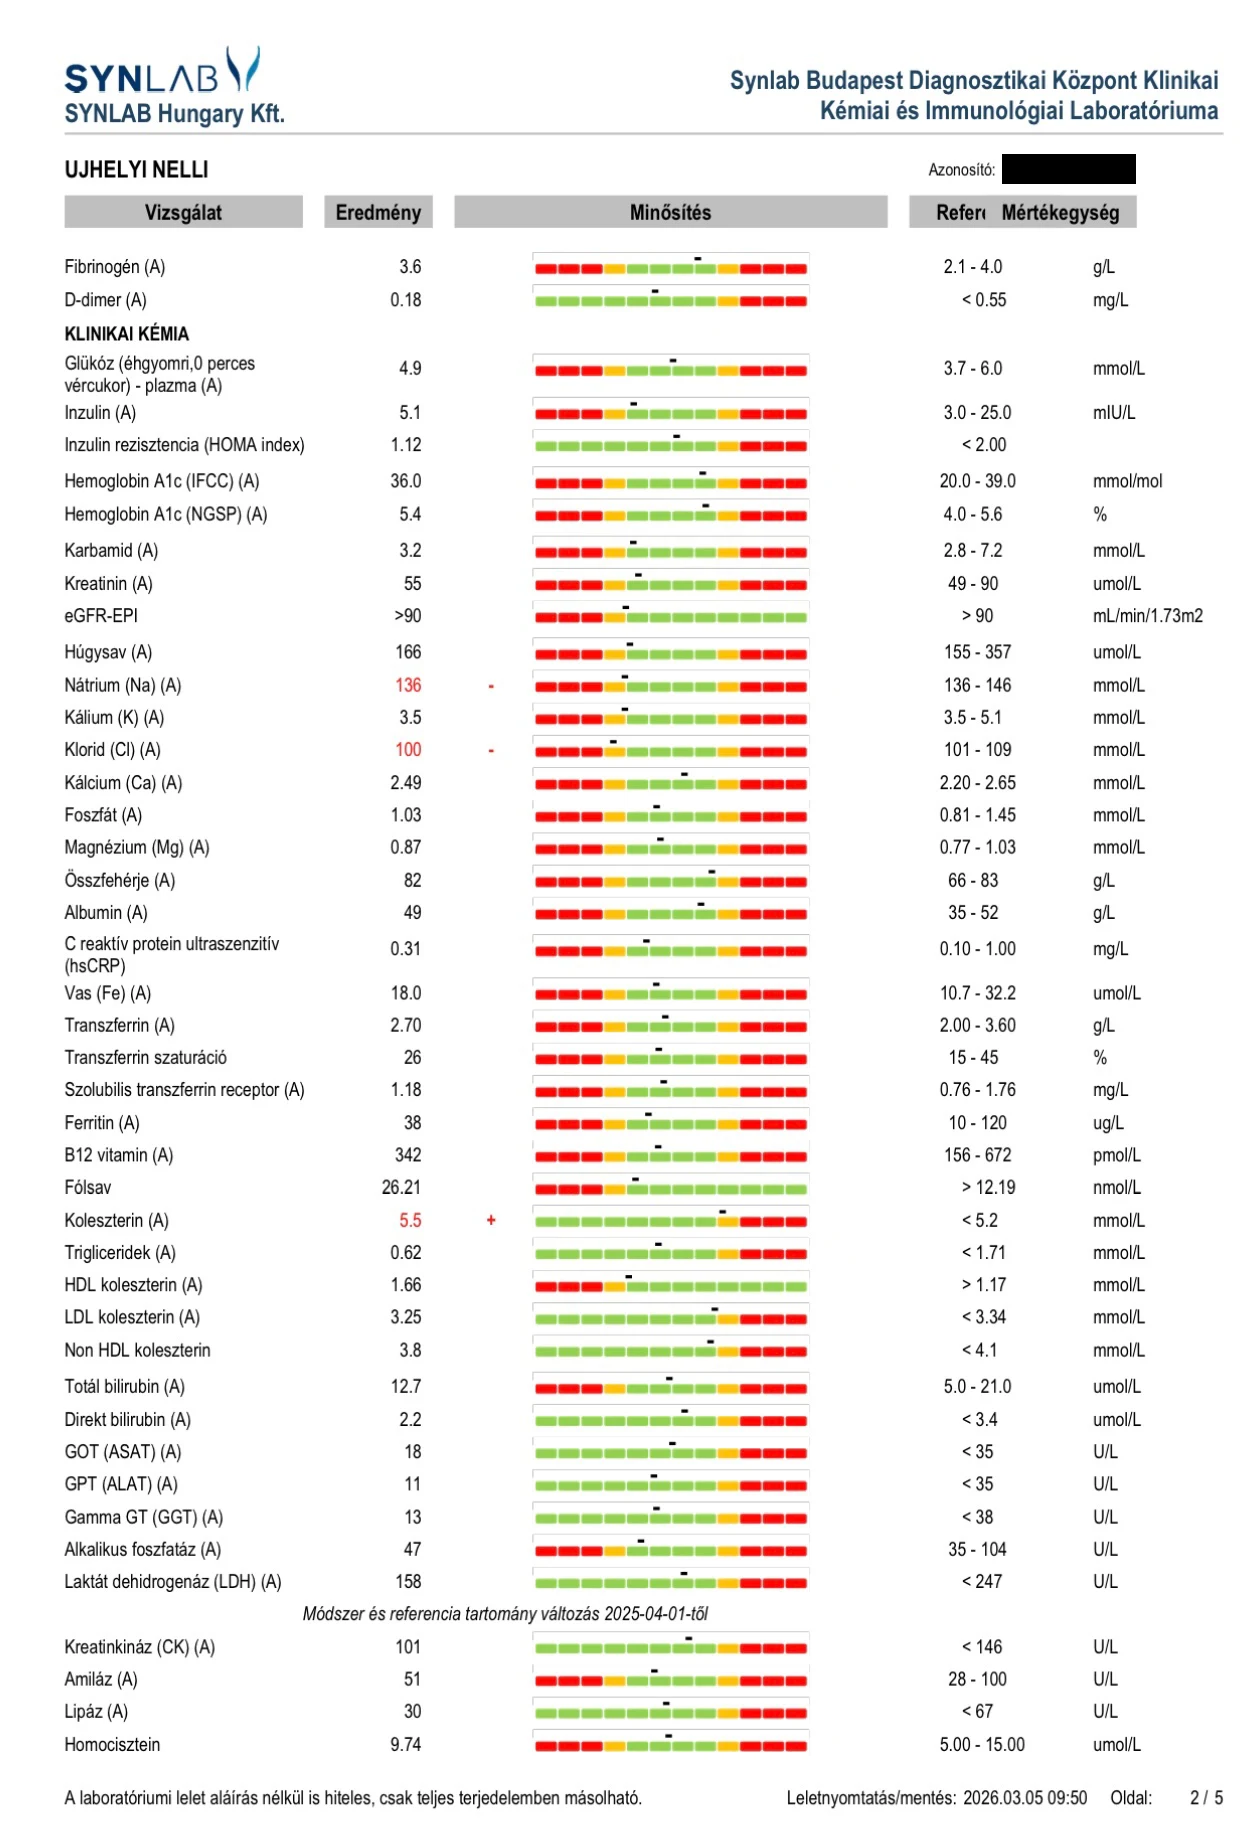 SYNLAB
SYNLAB Hungary Kft.
Synlab Budapest Diagnosztikai Központ Klinikai
Kémiai és Immunológiai Laboratóriuma
UJHELYI NELLI Azonosító:
Vizsgálat Eredmény Minősítés Refer Mértékegység
Fibrinogén (A) 3.6 2.1 - 4.0 g/L
D-dimer (A) 0.18 < 0.55 mg/L
KLINIKAI KÉMIA
Glükóz (éhgyomri,0 perces
vércukor) - plazma (A) 4.9 3.7 - 6.0 mmol/L
Inzulin (A) 5.1 3.0 - 25.0 mIU/L
Inzulin rezisztencia (HOMA index) 1.12 < 2.00
Hemoglobin A1c (IFCC) (A) 36.0 20.0 - 39.0 mmol/mol
Hemoglobin A1c (NGSP) (A) 5.4 4.0 - 5.6 %
Karbamid (A) 3.2 2.8 - 7.2 mmol/L
Kreatinin (A) 55 49 - 90 umol/L
eGFR-EPI >90 > 90 mL/min/1.73m2
Húgysav (A) 166 155 - 357 umol/L
Nátrium (Na) (A) 136 - 136 - 146 mmol/L
Kálium (K) (A) 3.5 3.5 - 5.1 mmol/L
Klorid (Cl) (A) 100 - 101 - 109 mmol/L
Kálcium (Ca) (A) 2.49 2.20 - 2.65 mmol/L
Foszfát (A) 1.03 0.81 - 1.45 mmol/L
Magnézium (Mg) (A) 0.87 0.77 - 1.03 mmol/L
Összfehérje (A) 82 66 - 83 g/L
Albumin (A) 49 35 - 52 g/L
C reaktív protein ultraszenzitív
(hsCRP) 0.31 0.10 - 1.00 mg/L
Vas (Fe) (A) 18.0 10.7 - 32.2 umol/L
Transzferrin (A) 2.70 2.00 - 3.60 g/L
Transzferrin szaturáció 26 15 - 45 %
Szolubilis transzferrin receptor (A) 1.18 0.76 - 1.76 mg/L
Ferritin (A) 38 10 - 120 ug/L
B12 vitamin (A) 342 156 - 672 pmol/L
Fólsav 26.21 > 12.19 nmol/L
Koleszterin (A) 5.5 + < 5.2 mmol/L
Trigliceridek (A) 0.62 < 1.71 mmol/L
HDL koleszterin (A) 1.66 > 1.17 mmol/L
LDL koleszterin (A) 3.25 < 3.34 mmol/L
Non HDL koleszterin 3.8 < 4.1 mmol/L
Totál bilirubin (A) 12.7 5.0 - 21.0 umol/L
Direkt bilirubin (A) 2.2 < 3.4 umol/L
GOT (ASAT) (A) 18 < 35 U/L
GPT (ALAT) (A) 11 < 35 U/L
Gamma GT (GGT) (A) 13 < 38 U/L
Alkalikus foszfatáz (A) 47 35 - 104 U/L
Laktát dehidrogenáz (LDH) (A) 158 < 247 U/L
Módszer és referencia tartomány változás 2025-04-01-től
Kreatinkináz (CK) (A) 101 < 146 U/L
Amiláz (A) 51 28 - 100 U/L
Lipáz (A) 30 < 67 U/L
Homocisztein 9.74 5.00 - 15.00 umol/L
A laboratóriumi lelet aláírás nélkül is hiteles, csak teljes terjedelemben másolható. Leletnyomtatás/mentés: 2026.03.05 09:50 Oldal: 2 / 5